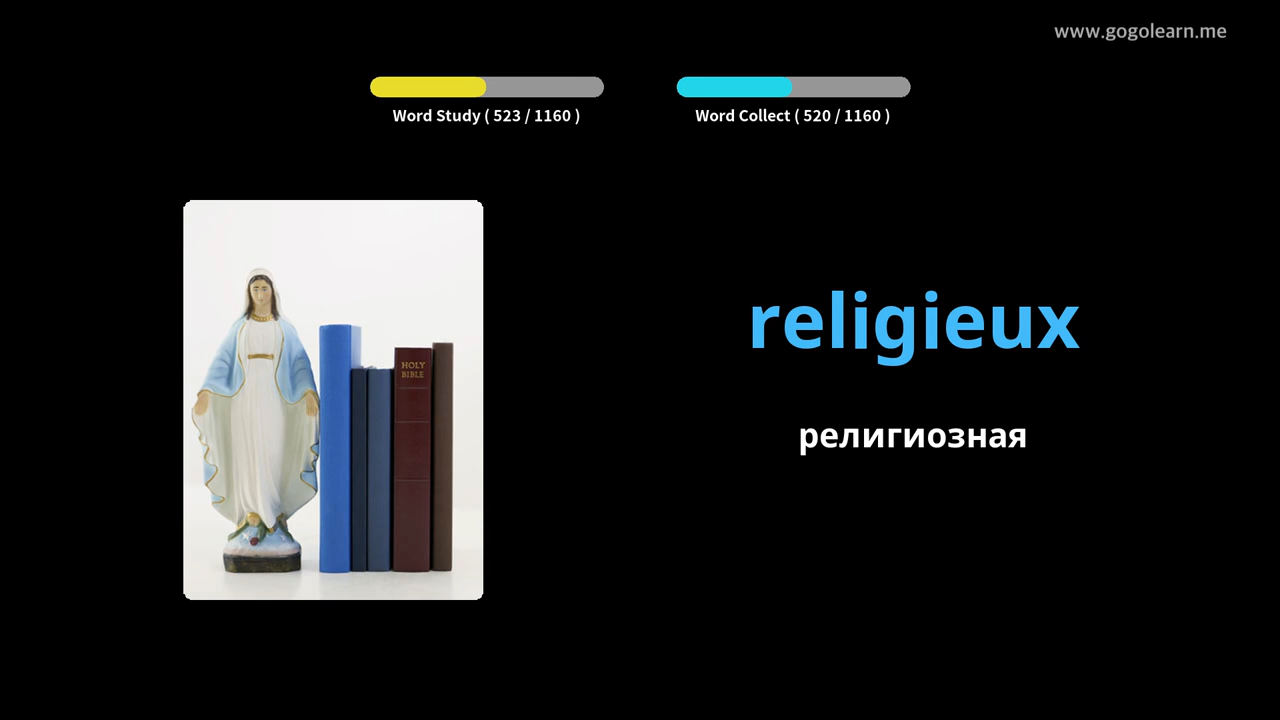 www.gogolearn.me
Word Study ( 523 / 1160 )
Word Collect ( 520 / 1160 )
HOLY
BIBLE
religieux
религиозная